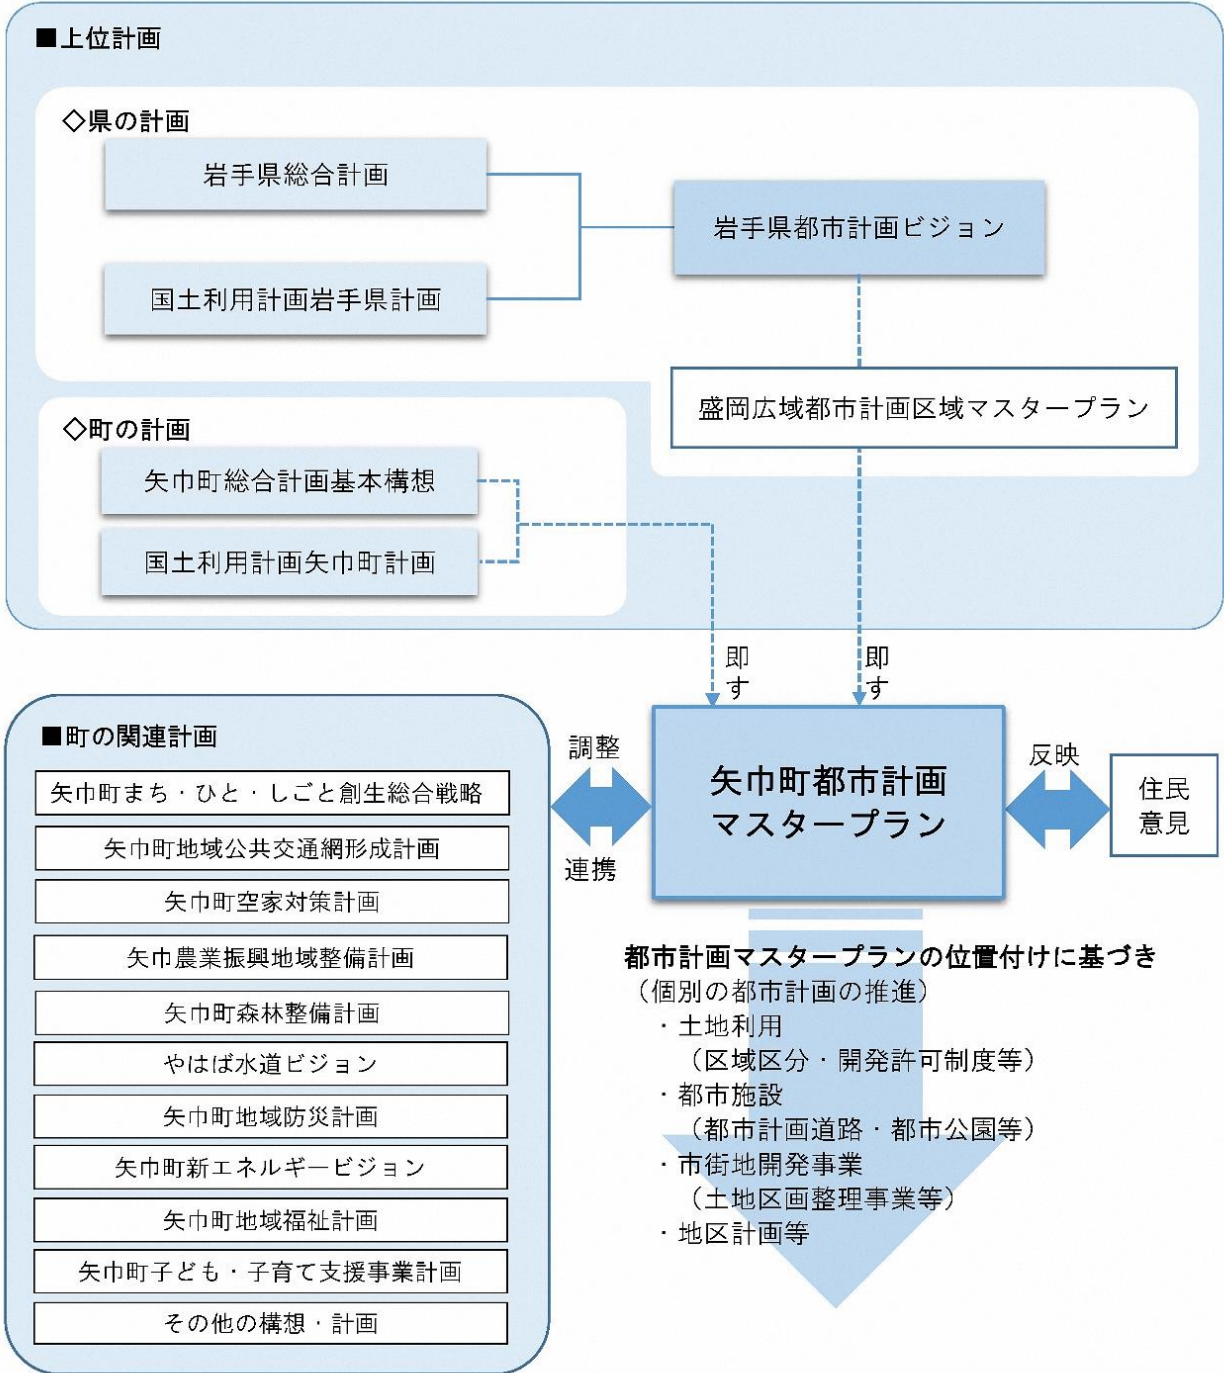 ■上位計画
◇県の計画
岩手県総合計画
岩手県都市計画ビジョン
国土利用計画岩手県計画
盛岡広域都市計画区域マスタープラン
◇町の計画
矢巾町総合計画基本構想
国土利用計画矢巾町計画
即す
即す
■町の関連計画
矢巾町まち・ひと・しごと創生総合戦略
矢巾町地域公共交通網形成計画
矢巾町空家対策計画
矢巾農業振興地域整備計画
矢巾町森林整備計画
やはば水道ビジョン
矢巾町地域防災計画
矢巾町新エネルギービジョン
矢巾町地域福祉計画
矢巾町子ども・子育て支援事業計画
その他の構想・計画
調整
連携
矢巾町都市計画
マスタープラン
反映
住民
意見
都市計画マスタープランの位置付けに基づき
（個別の都市計画の推進）
・土地利用
（区域区分・開発許可制度等）
・都市施設
（都市計画道路・都市公園等）
・市街地開発事業
（土地区画整理事業等）
・地区計画等